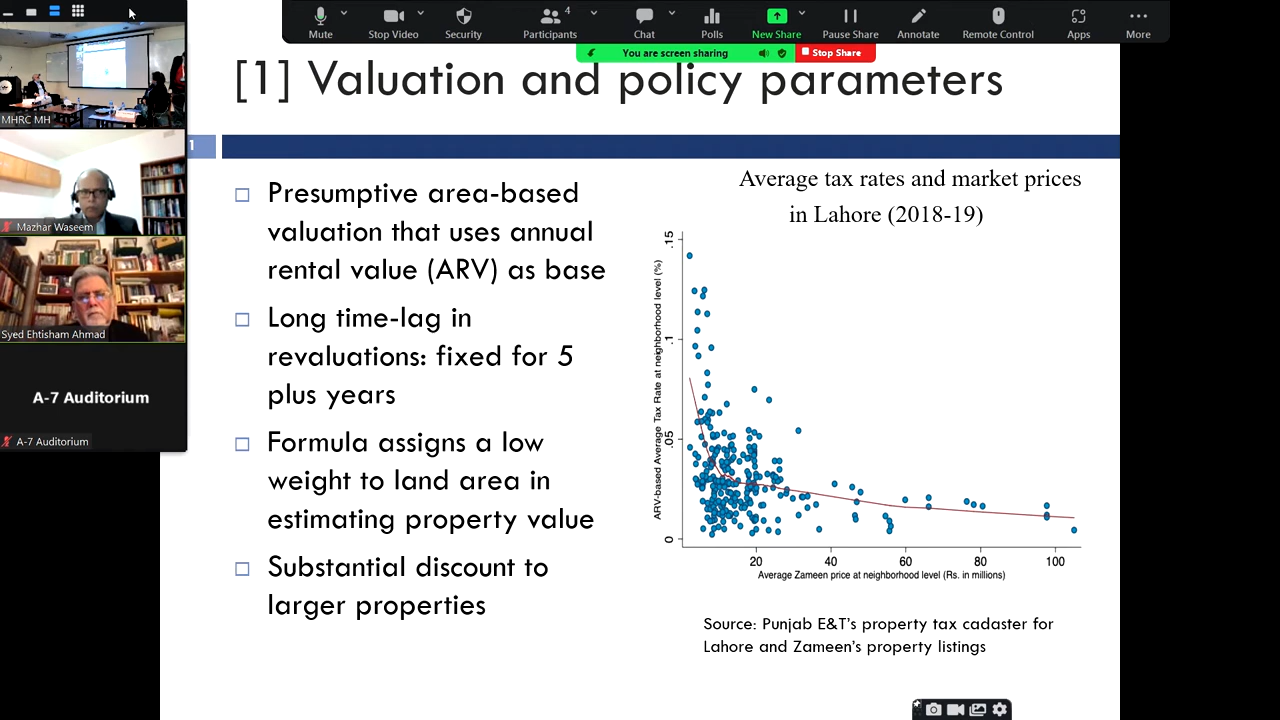 Mute
Stop Video
Security
Participants
4
Chat
Polls
New Share
Pause Share
Annotate
Remote Control
Apps
More
You are screen sharing
Stop Share
[1] Valuation and policy parameters
1
MHRC MH
Mazhar Waseem
Syed Ehtisham Ahmad
A-7 Auditorium
A-7 Auditorium
Presumptive area-based
valuation that uses annual
rental value (ARV) as base
Long time-lag in
revaluations: fixed for 5
plus years
Formula assigns a low
weight to land area in
estimating property value
Substantial discount to
larger properties
Average tax rates and market prices
in Lahore (2018-19)
ARV-based Average Tax Rate at neighborhood level (%)
.15
.1
.05
0
20
40
60
80
100
Average Zameen price at neighborhood level (Rs. in millions)
Source: Punjab E&T's property tax cadaster for
Lahore and Zameen's property listings